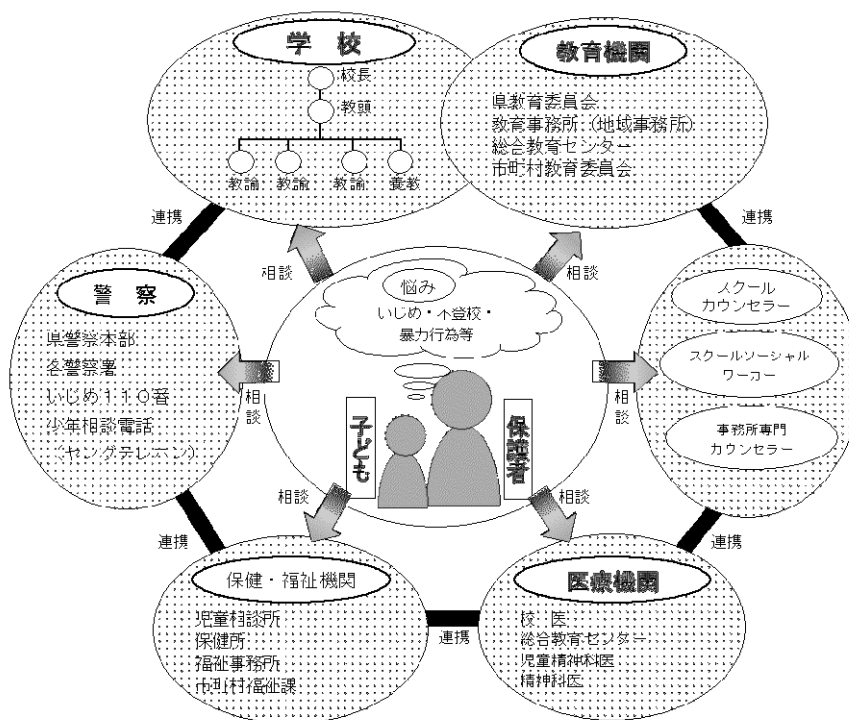 学　校
校長
教頭
教諭
教諭
教諭
養教
教育機関
県教育委員会
教育事務所（地域事務所）
総合教育センター
市町村教育委員会
連携
連携
相談
相談
悩み
いじめ・不登校・
暴力行為等
警　察
県警察本部
各警察署
いじめ１１０番
少年相談電話
（ヤングテレホン）
相談
相談
スクール
カウンセラー
スクールソーシャル
ワーカー
事務所専門
カウンセラー
子ども
保護者
相談
相談
連携
連携
保健・福祉機関
児童相談所
保健所
福祉事務所
市町村福祉課
連携
医療機関
校　医
総合教育センター
児童精神科医
精神科医